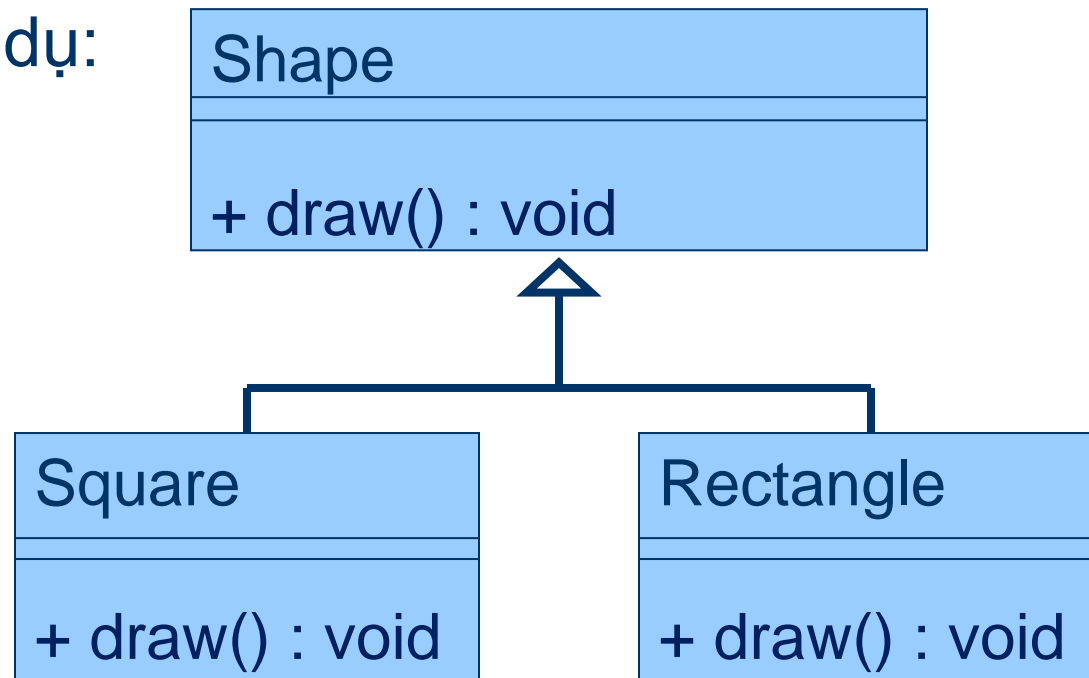 dụ:
Shape
+ draw() : void
Square
+ draw() : void
Rectangle
+ draw() : void